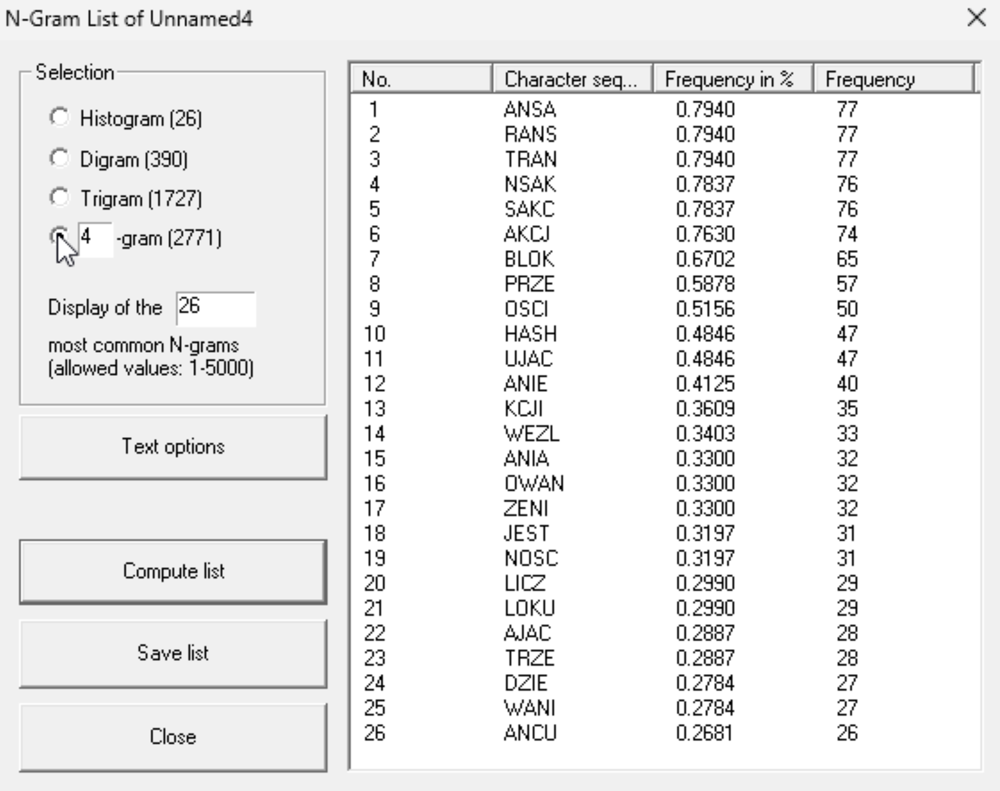 N-Gram List of Unnamed4
Selection
Histogram (26)
Digram (390)
Trigram (1727)
4 -gram (2771)
Display of the 26
most common N-grams
(allowed values: 1-5000)
Text options
Compute list
Save list
Close
No. Character seq... Frequency in % Frequency
1 ANSA 0.7940 77
2 RANS 0.7940 77
3 TRAN 0.7940 77
4 NSAK 0.7837 76
5 SAKC 0.7837 76
6 AKCJ 0.7630 74
7 BLOK 0.6702 65
8 PRZE 0.5878 57
9 OSCI 0.5156 50
10 HASH 0.4846 47
11 UJAC 0.4846 47
12 ANIE 0.4125 40
13 KCJI 0.3609 35
14 WEZL 0.3403 33
15 ANIA 0.3300 32
16 OWAN 0.3300 32
17 ZENI 0.3300 32
18 JEST 0.3197 31
19 NOSC 0.3197 31
20 LICZ 0.2990 29
21 LOKU 0.2990 29
22 AJAC 0.2887 28
23 TRZE 0.2887 28
24 DZIE 0.2784 27
25 WANI 0.2784 27
26 ANCU 0.2681 26